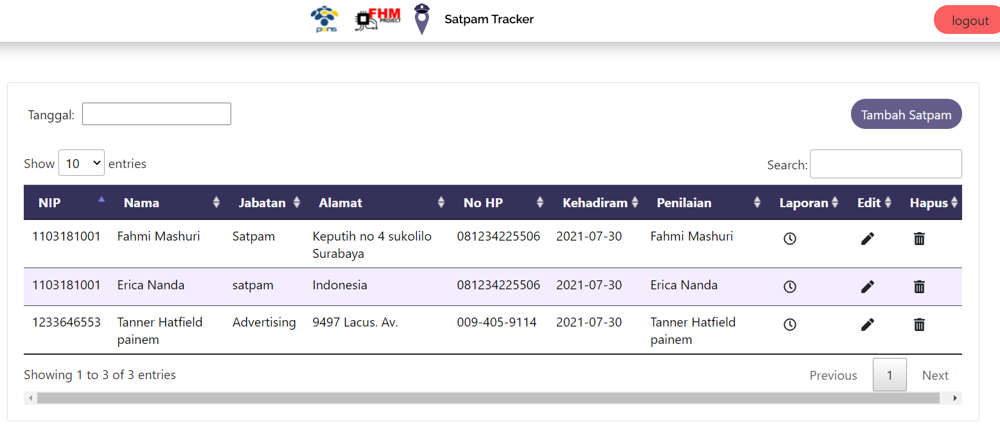 pens FHM PROJECT Satpam Tracker logout
Tanggal: Tambah Satpam
Show 10 entries Search:
NIP Nama Jabatan Alamat No HP Kehadiram Penilaian Laporan Edit Hapus
1103181001 Fahmi Mashuri Satpam Keputih no 4 sukolilo 081234225506 2021-07-30 Fahmi Mashuri
Surabaya
1103181001 Erica Nanda satpam Indonesia 081234225506 2021-07-30 Erica Nanda
1233646553 Tanner Hatfield Advertising 9497 Lacus. Av. 009-405-9114 2021-07-30 Tanner Hatfield
painem painem
Showing 1 to 3 of 3 entries Previous 1 Next